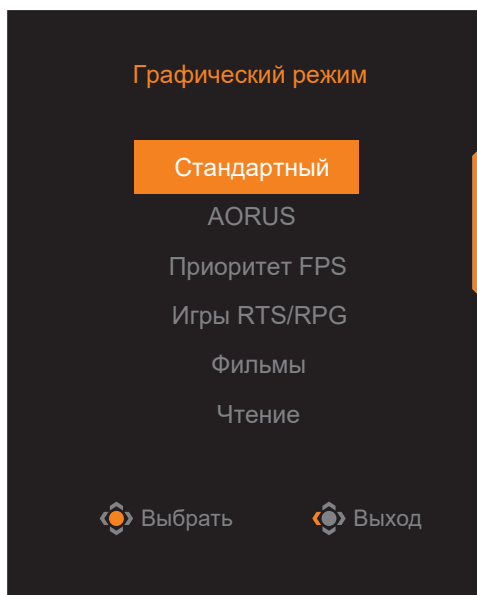 Графический режим
Стандартный
AORUS
Приоритет FPS
Игры RTS/RPG
Фильмы
Чтение
Выбрать Выход